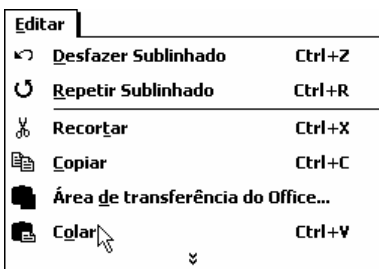 Editar
Desfazer Sublinhado Ctrl+Z
Repetir Sublinhado Ctrl+R
Recortar Ctrl+X
Copiar Ctrl+C
Área de transferência do Office...
Colar Ctrl+V